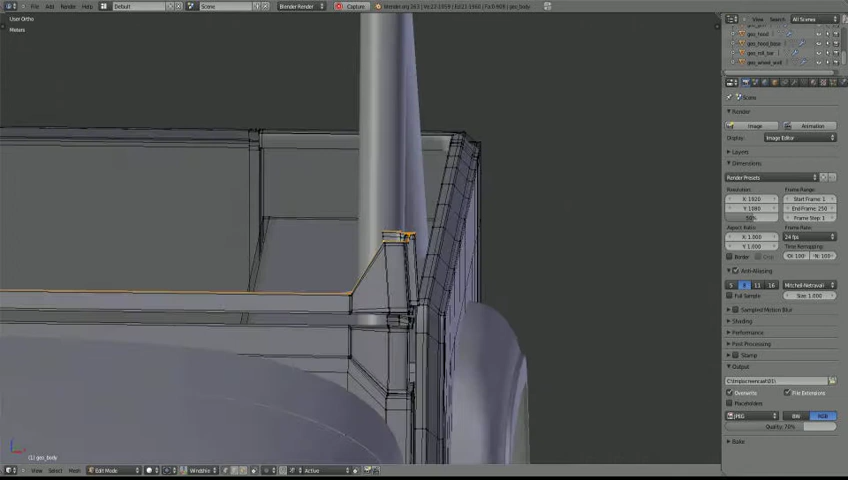 File Add Render Help Default Scene Blender Render Capture
View Search All Scenes
User Ortho
Meters
geo_hood
geo_hood_base
geo_roll_bar
geo_wheel_well
Scene
Render
Image Animation
Display: Image Editor
Layers
Dimensions
Render Presets
Resolution: Frame Range:
X: 1920 Start Frame: 1
Y: 1080 End Frame: 250
50% Frame Step: 1
Aspect Ratio: Frame Rate:
X: 1.000 24 fps
Y: 1.000 Time Remapping:
Border Crop
Anti-Aliasing
5 8 11 16 Mitchell-Netravali
Full Sample Size: 1.000
Sampled Motion Blur
Shading
Performance
Post Processing
Stamp
Output
Overwrite File Extensions
Placeholders
JPEG BW RGB
Quality: 70%
Bake
(1) geo_body
View Select Mesh Edit Mode Active